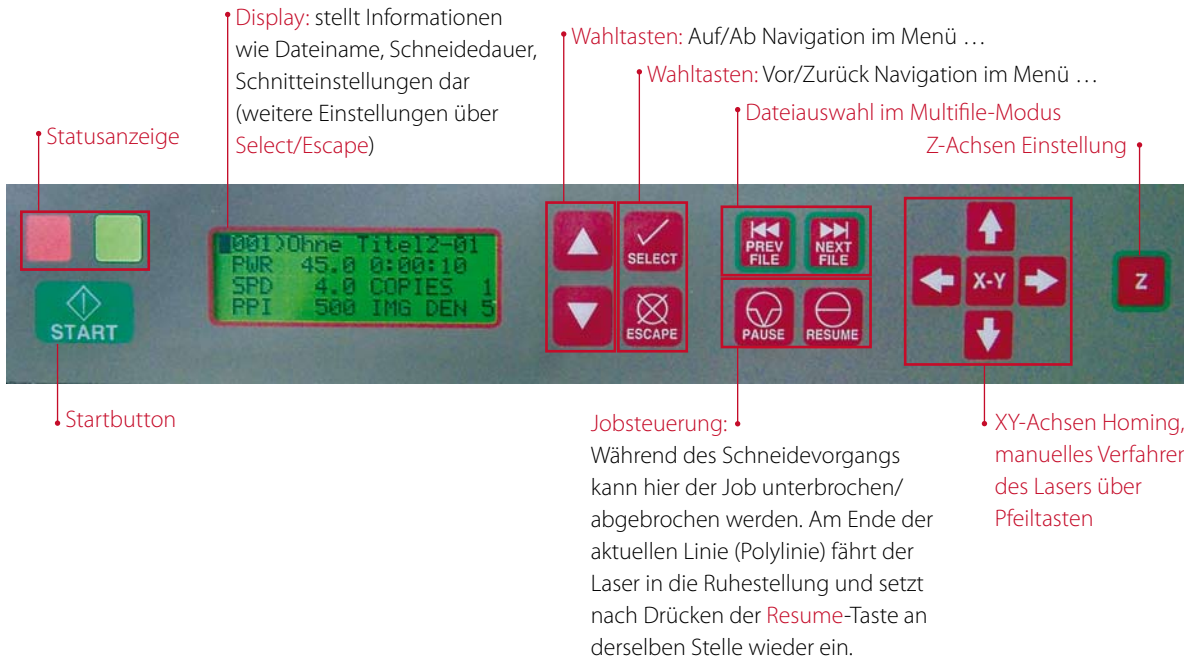 Display: stellt Informationen
wie Dateiname, Schneidedauer,
Schnitteinstellungen dar
(weitere Einstellungen über
Select/Escape)
Wahltasten: Auf/Ab Navigation im Menü …
Wahltasten: Vor/Zurück Navigation im Menü …
Dateiauswahl im Multifile-Modus
Z-Achsen Einstellung
Statusanzeige
START
001)Ohne Titel2-01
PWR 45.0 0:00:10
SPD 4.0 COPIES 1
PPI 500 IMG DEN 5
SELECT
ESCAPE
PREV
FILE
NEXT
FILE
PAUSE
RESUME
X-Y
Z
Startbutton
Jobsteuerung:
Während des Schneidevorgangs
kann hier der Job unterbrochen/
abgebrochen werden. Am Ende der
aktuellen Linie (Polylinie) fährt der
Laser in die Ruhestellung und setzt
nach Drücken der Resume-Taste an
derselben Stelle wieder ein.
XY-Achsen Homing,
manuelles Verfahren
des Lasers über
Pfeiltasten